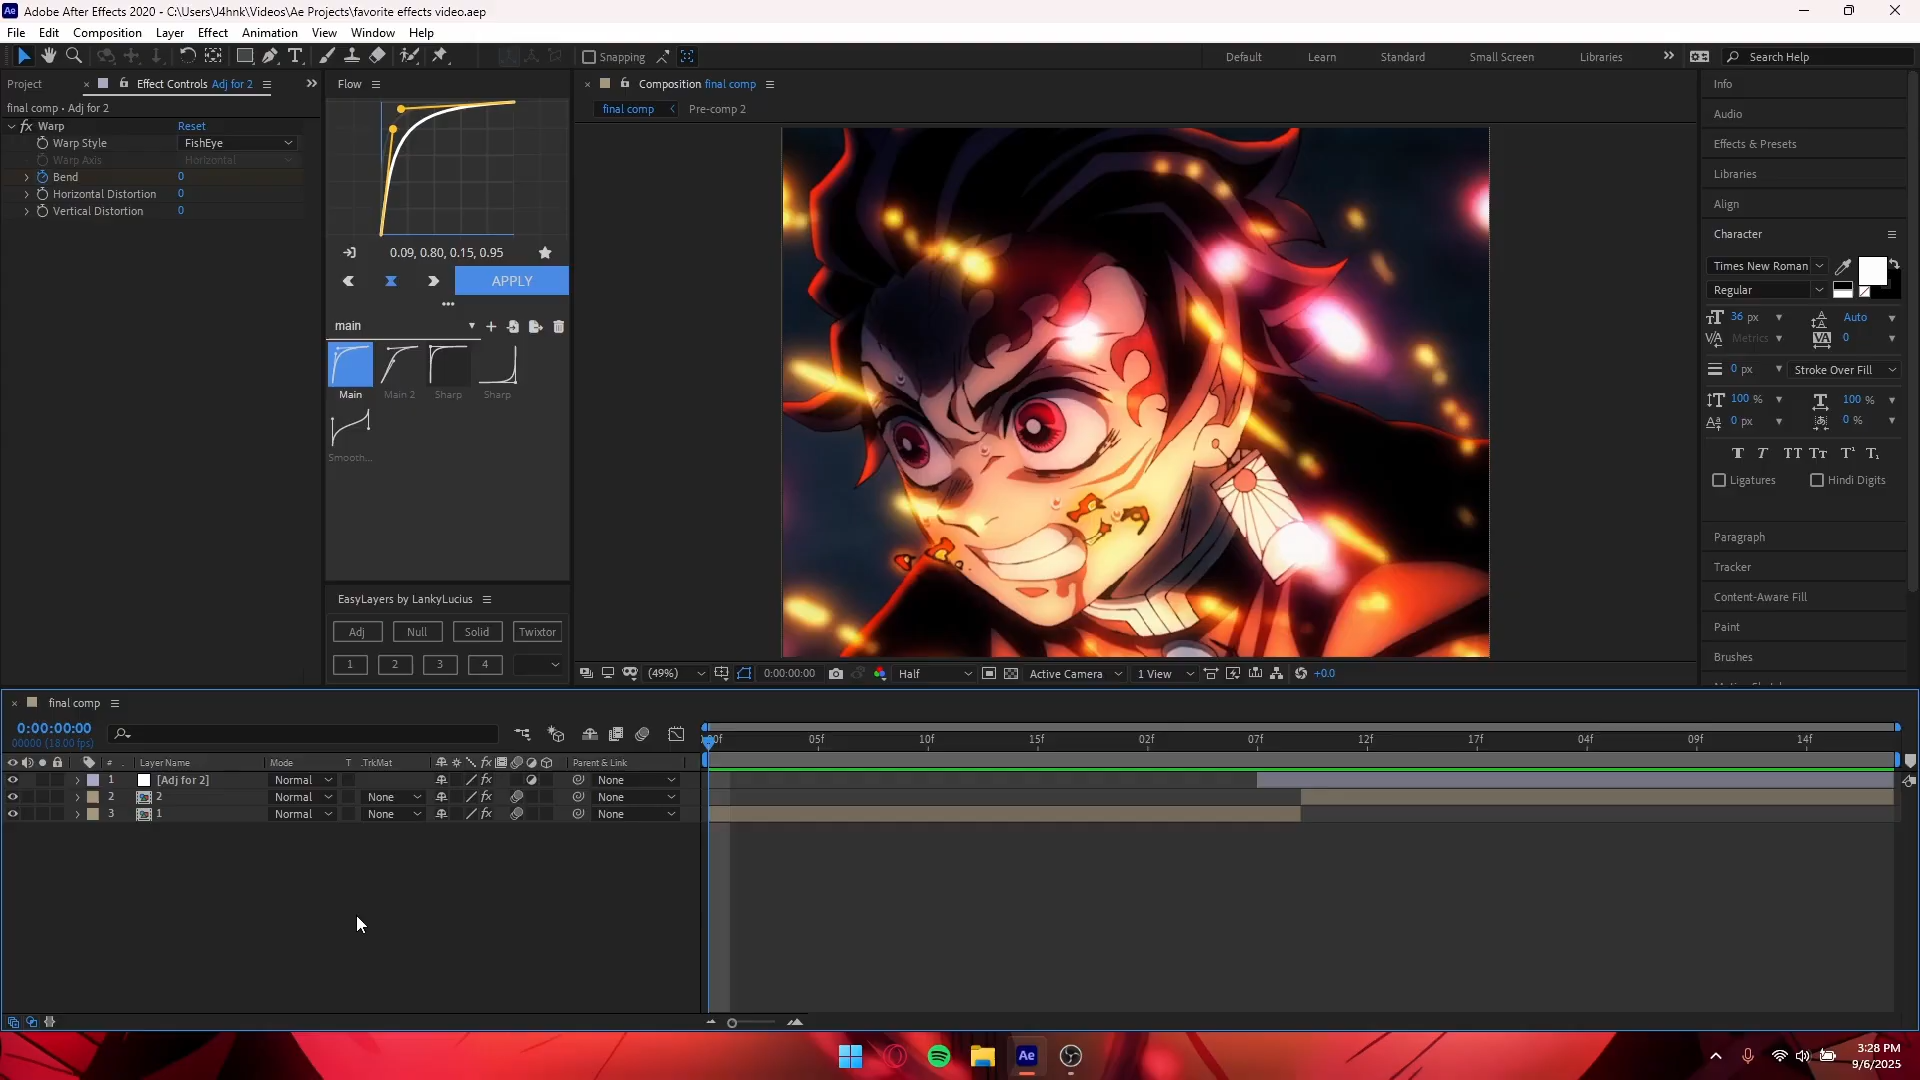 Adobe After Effects 2020 - C:\Users\J4hnk\Videos\Ae Projects\favorite effects video.aep
File Edit Composition Layer Effect Animation View Window Help
Snapping
Default Learn Standard Small Screen Libraries
Search Help
Project
Effect Controls Adj for 2
final comp • Adj for 2
fx Warp Reset
Warp Style FishEye
Warp Axis Horizontal
Bend 0
Horizontal Distortion 0
Vertical Distortion 0
Flow
0.09, 0.80, 0.15, 0.95
APPLY
main
Main Main 2 Sharp Sharp
Smooth...
EasyLayers by LankyLucius
Adj Null Solid Twixtor
1 2 3 4
Composition final comp
final comp Pre-comp 2
(49%) 0:00:00:00 Half Active Camera 1 View +0.0
Info
Audio
Effects & Presets
Libraries
Align
Character
Times New Roman
Regular
36 px Auto
Metrics 0
0 px Stroke Over Fill
100 % 100 %
0 px 0 %
Ligatures Hindi Digits
Paragraph
Tracker
Content-Aware Fill
Paint
Brushes
final comp
0:00:00:00
00000 (18.00 fps)
05f 10f 15f 02f 07f 12f 17f 04f 09f 14f
# Layer Name Mode T .TrkMat Parent & Link
1 [Adj for 2] Normal None
2 2 Normal None None
3 1 Normal None None
3:28 PM
9/6/2025